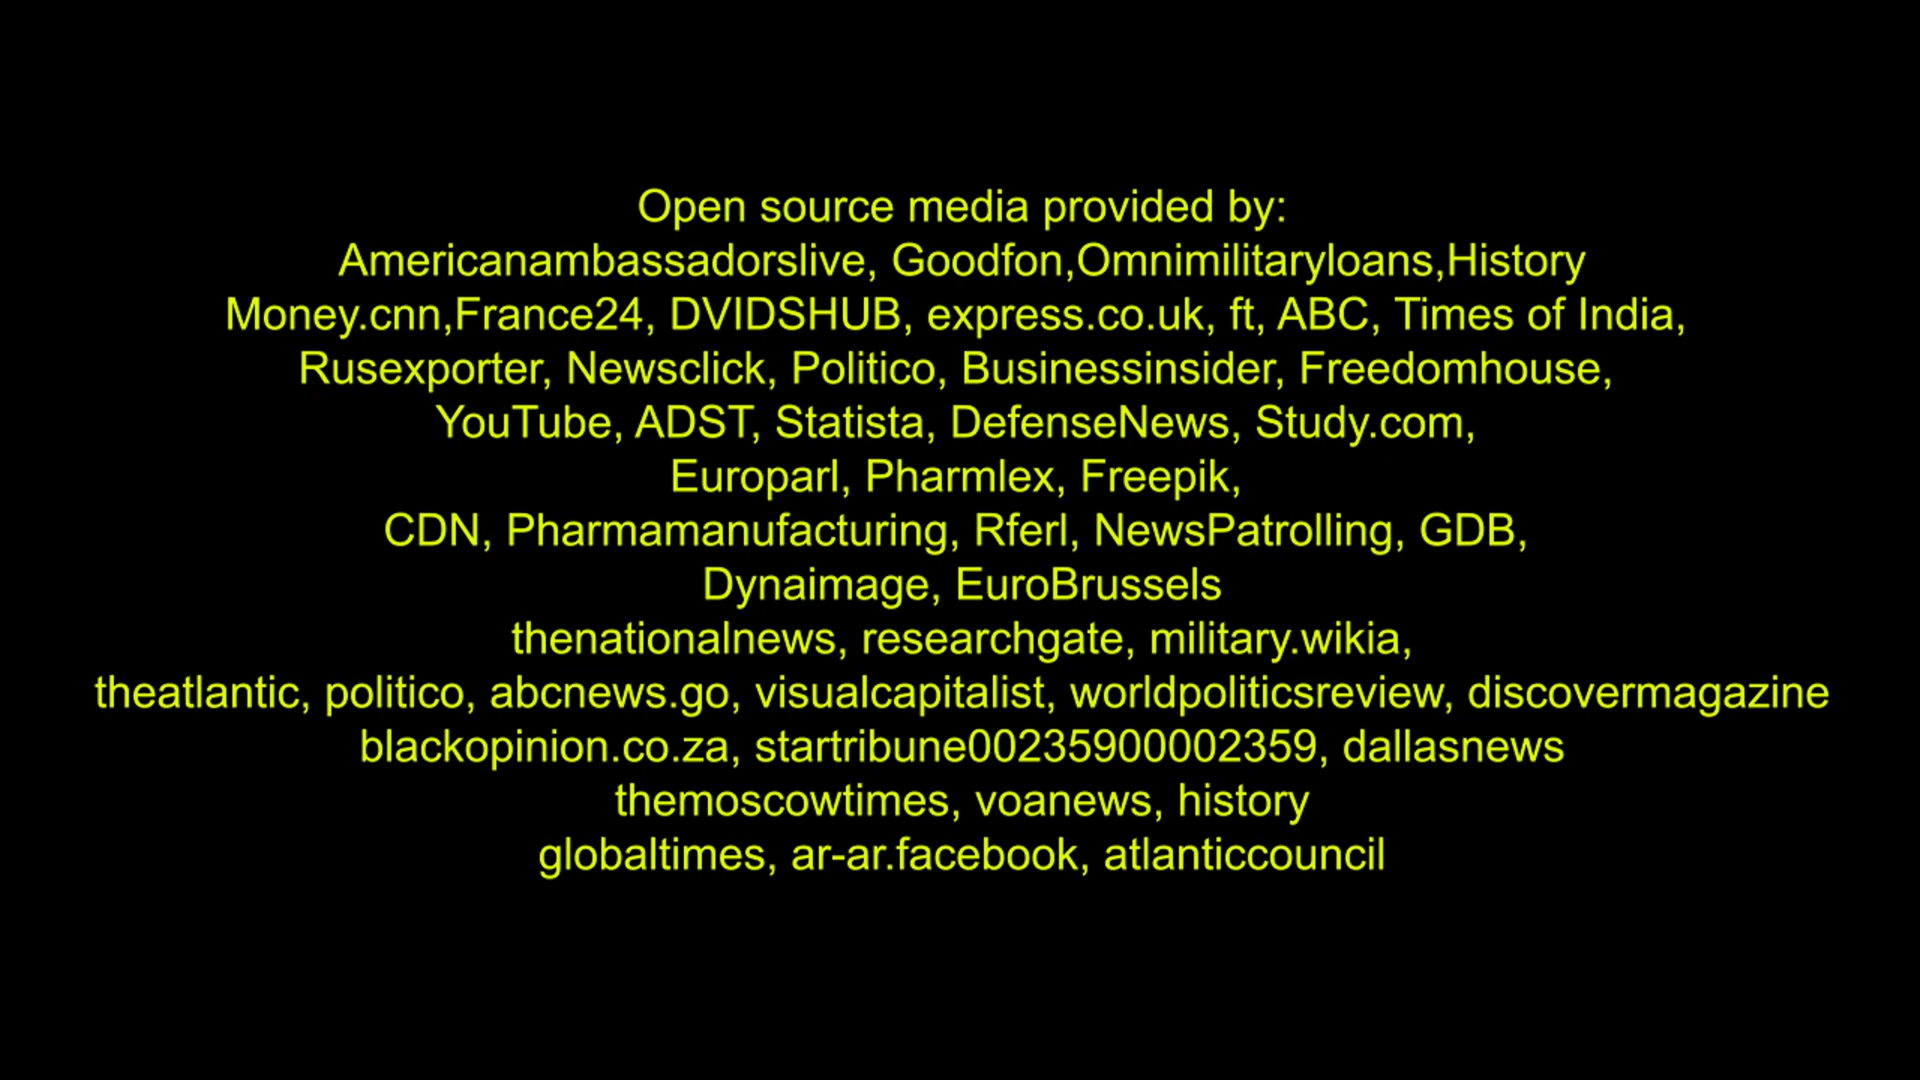 Open source media provided by:
Americanambassadorslive, Goodfon,Omnimilitaryloans,History
Money.cnn,France24, DVIDSHUB, express.co.uk, ft, ABC, Times of India,
Rusexporter, Newsclick, Politico, Businessinsider, Freedomhouse,
YouTube, ADST, Statista, DefenseNews, Study.com,
Europarl, Pharmlex, Freepik,
CDN, Pharmamanufacturing, Rferl, NewsPatrolling, GDB,
Dynaimage, EuroBrussels
thenationalnews, researchgate, military.wikia,
theatlantic, politico, abcnews.go, visualcapitalist, worldpoliticsreview, discovermagazine
blackopinion.co.za, startribune00235900002359, dallasnews
themoscowtimes, voanews, history
globaltimes, ar-ar.facebook, atlanticcouncil